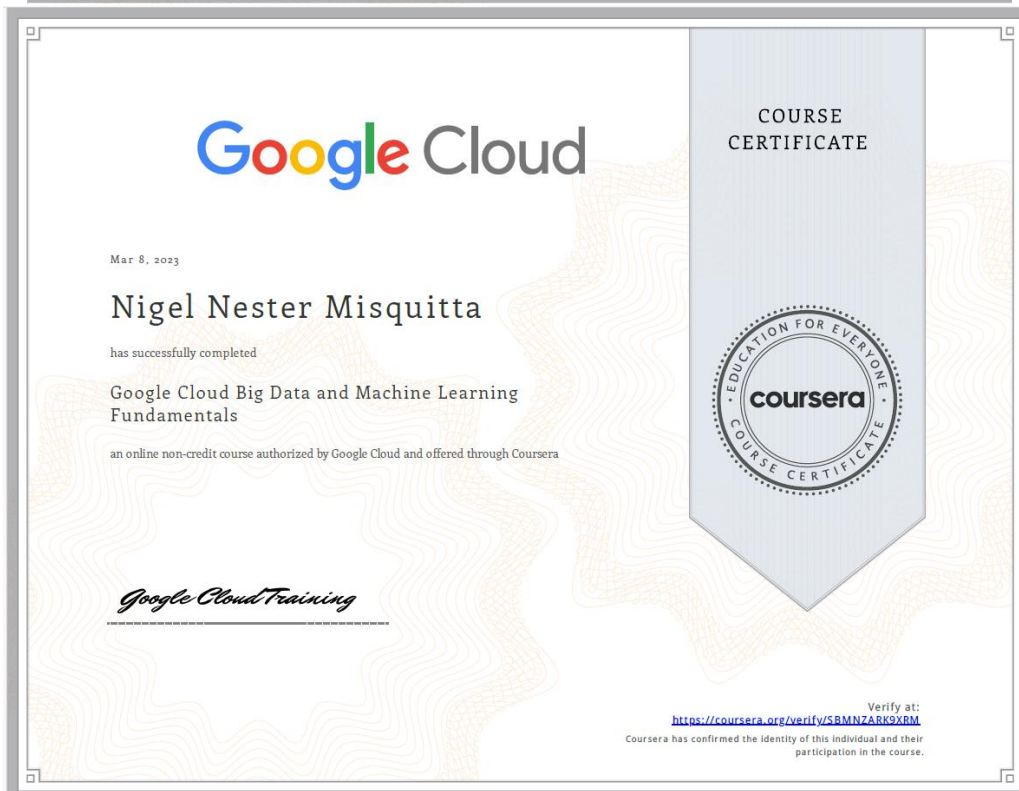 Google Cloud
COURSE
CERTIFICATE
Mar 8, 2023
Nigel Nester Misquitta
has successfully completed
Google Cloud Big Data and Machine Learning
Fundamentals
an online non-credit course authorized by Google Cloud and offered through Coursera
EDUCATION FOR EVERYONE
coursera
COURSE CERTIFICATE
Google Cloud Training
Verify at:
https://coursera.org/verify/SBMNZARK9XRM
Coursera has confirmed the identity of this individual and their
participation in the course.